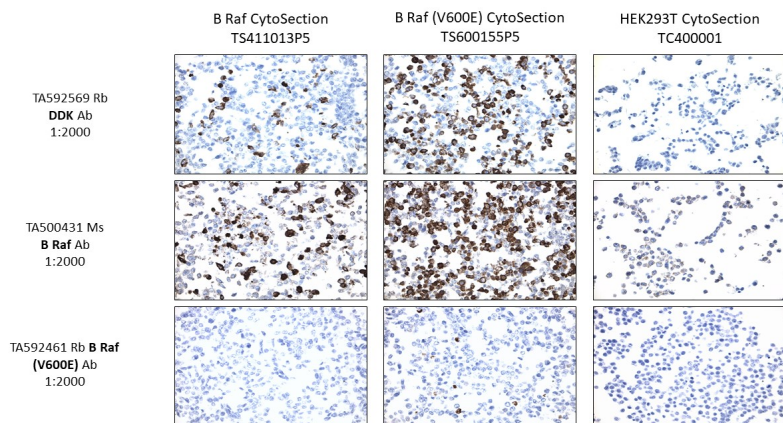 B Raf CytoSection
TS411013P5
B Raf (V600E) CytoSection
TS600155P5
HEK293T CytoSection
TC400001
TA592569 Rb
DDK Ab
1:2000
TA500431 Ms
B Raf Ab
1:2000
TA592461 Rb B Raf
(V600E) Ab
1:2000